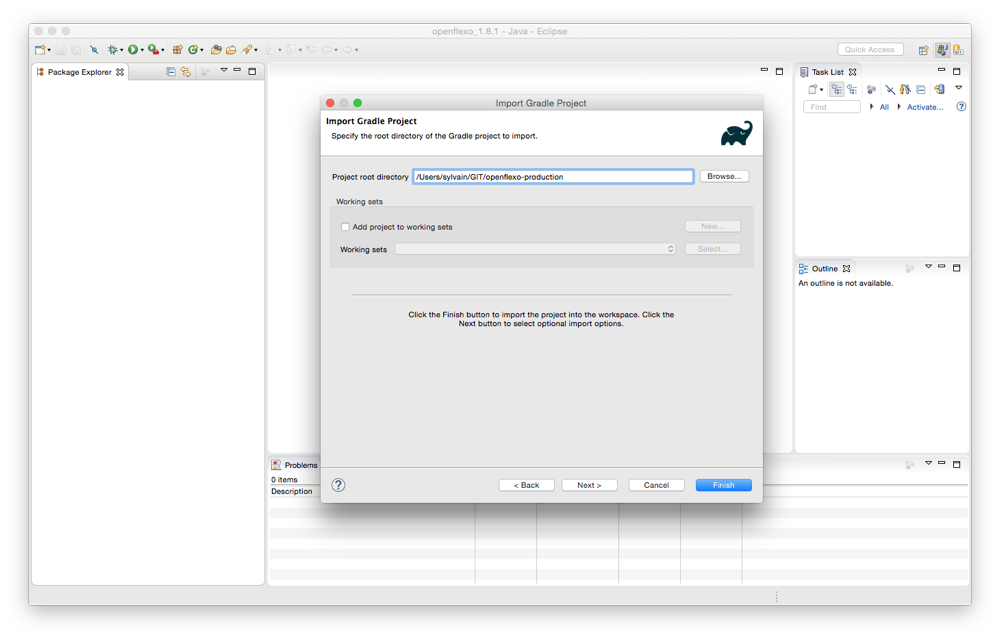 openflexo_1.8.1 - Java - Eclipse
Quick Access
Package Explorer
Task List
Find
All
Activate...
Import Gradle Project
Import Gradle Project
Specify the root directory of the Gradle project to import.
Project root directory
/Users/sylvain/GIT/openflexo-production
Browse...
Working sets
Add project to working sets
New...
Working sets
Select...
Click the Finish button to import the project into the workspace. Click the
Next button to select optional import options.
Outline
An outline is not available.
Problems
0 items
Description
?
< Back
Next >
Cancel
Finish